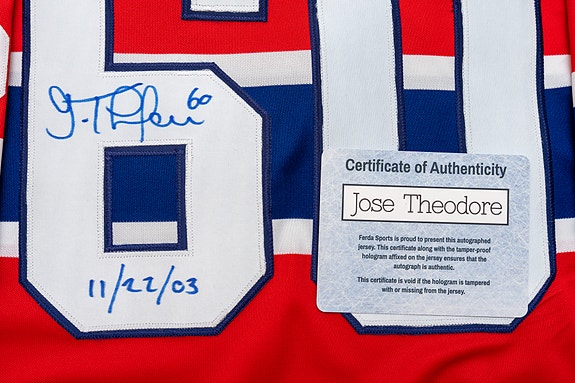 J-Theodore 60
60
11/22/03
Certificate of Authenticity
Jose Theodore
Ferda Sports is proud to present this autographed
jersey. This certificate along with the tamper-proof
hologram affixed on the jersey ensures that the
autograph is authentic.
This certificate is void if the hologram is tampered
with or missing from the jersey.